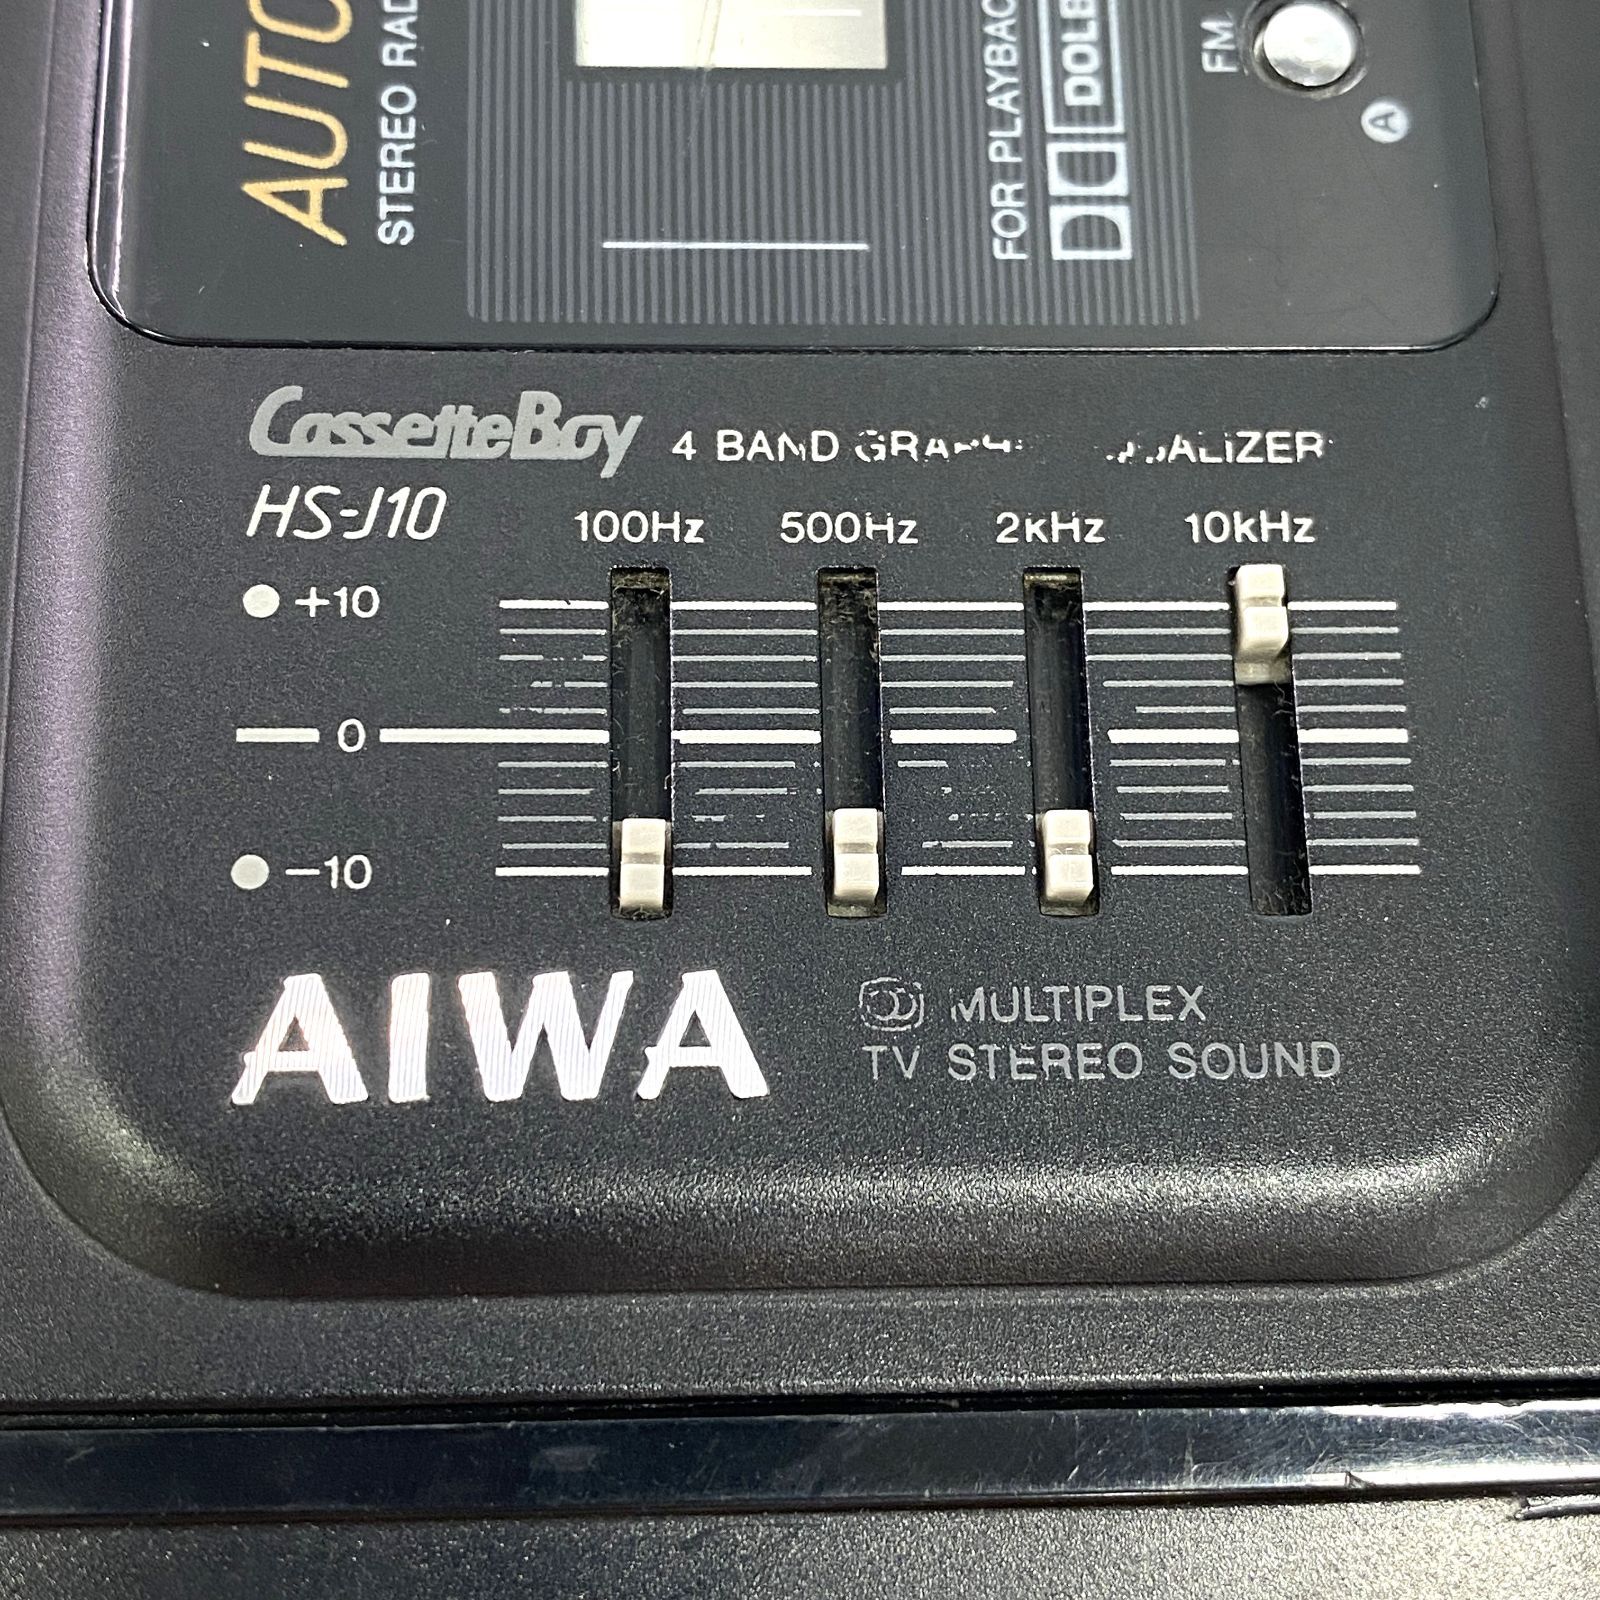 AUTO
STEREO RAD
FOR PLAYBAC
DOLB
FM
A
CassetteBoy 4 BAND
HS-J10
100Hz 500Hz 2kHz 10kHz
+10
0
-10
AIWA
MULTIPLEX
TV STEREO SOUND